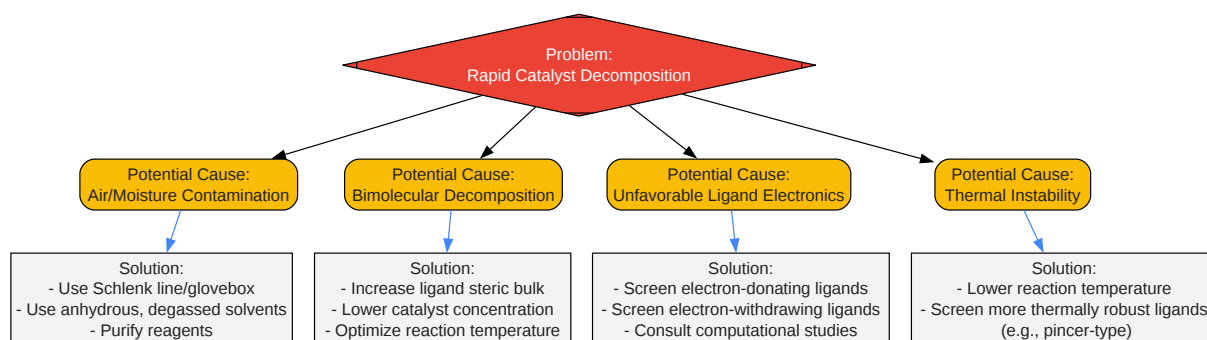 Problem:
Rapid Catalyst Decomposition
Potential Cause:
Air/Moisture Contamination
Potential Cause:
Bimolecular Decomposition
Potential Cause:
Unfavorable Ligand Electronics
Potential Cause:
Thermal Instability
Solution:
- Use Schlenk line/glovebox
- Use anhydrous, degassed solvents
- Purify reagents
Solution:
- Increase ligand steric bulk
- Lower catalyst concentration
- Optimize reaction temperature
Solution:
- Screen electron-donating ligands
- Screen electron-withdrawing ligands
- Consult computational studies
Solution:
- Lower reaction temperature
- Screen more thermally robust ligands
(e.g., pincer-type)